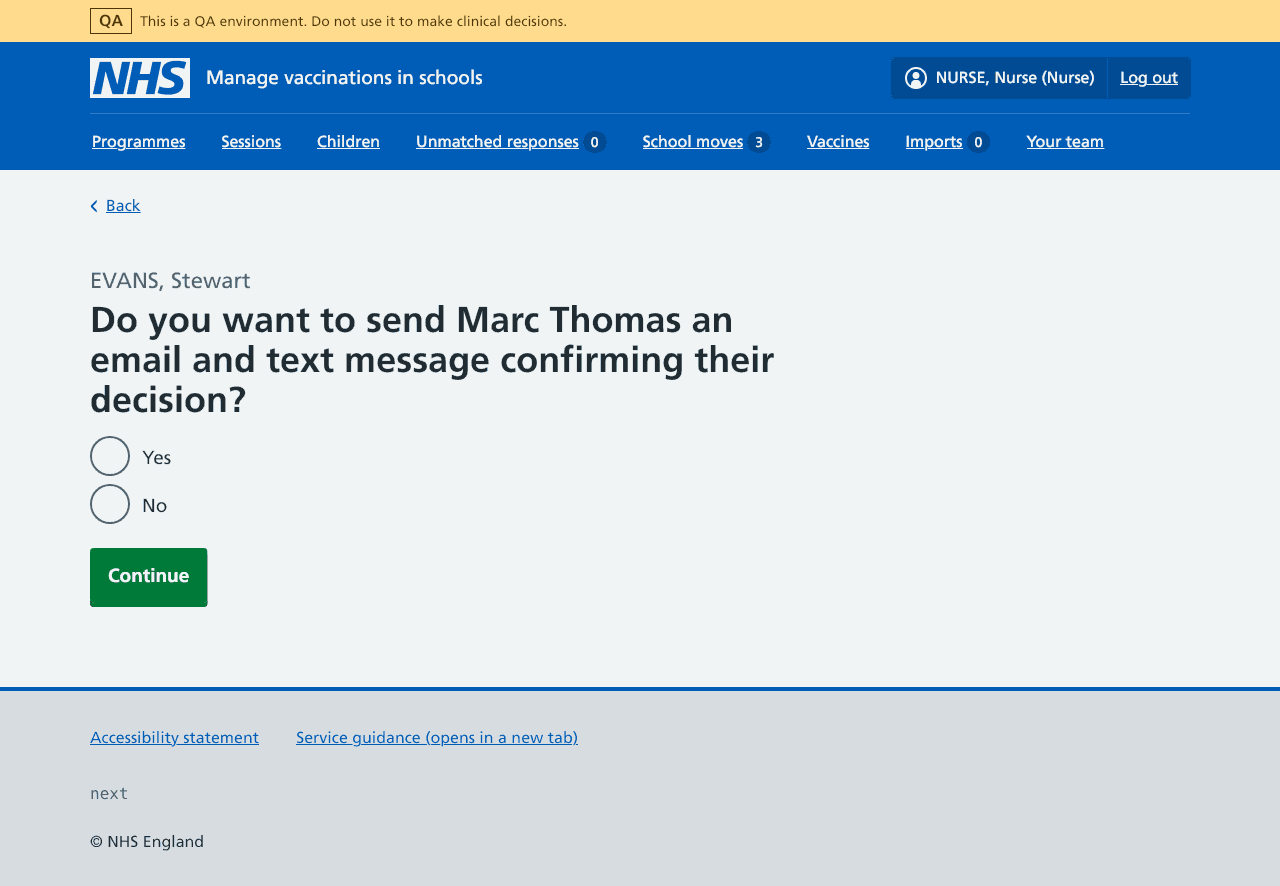 QA This is a QA environment. Do not use it to make clinical decisions.
NHS Manage vaccinations in schools NURSE, Nurse (Nurse) Log out
Programmes Sessions Children Unmatched responses 0 School moves 3 Vaccines Imports 0 Your team
Back
EVANS, Stewart
Do you want to send Marc Thomas an
email and text message confirming their
decision?
Yes
No
Continue
Accessibility statement Service guidance (opens in a new tab)
next
© NHS England